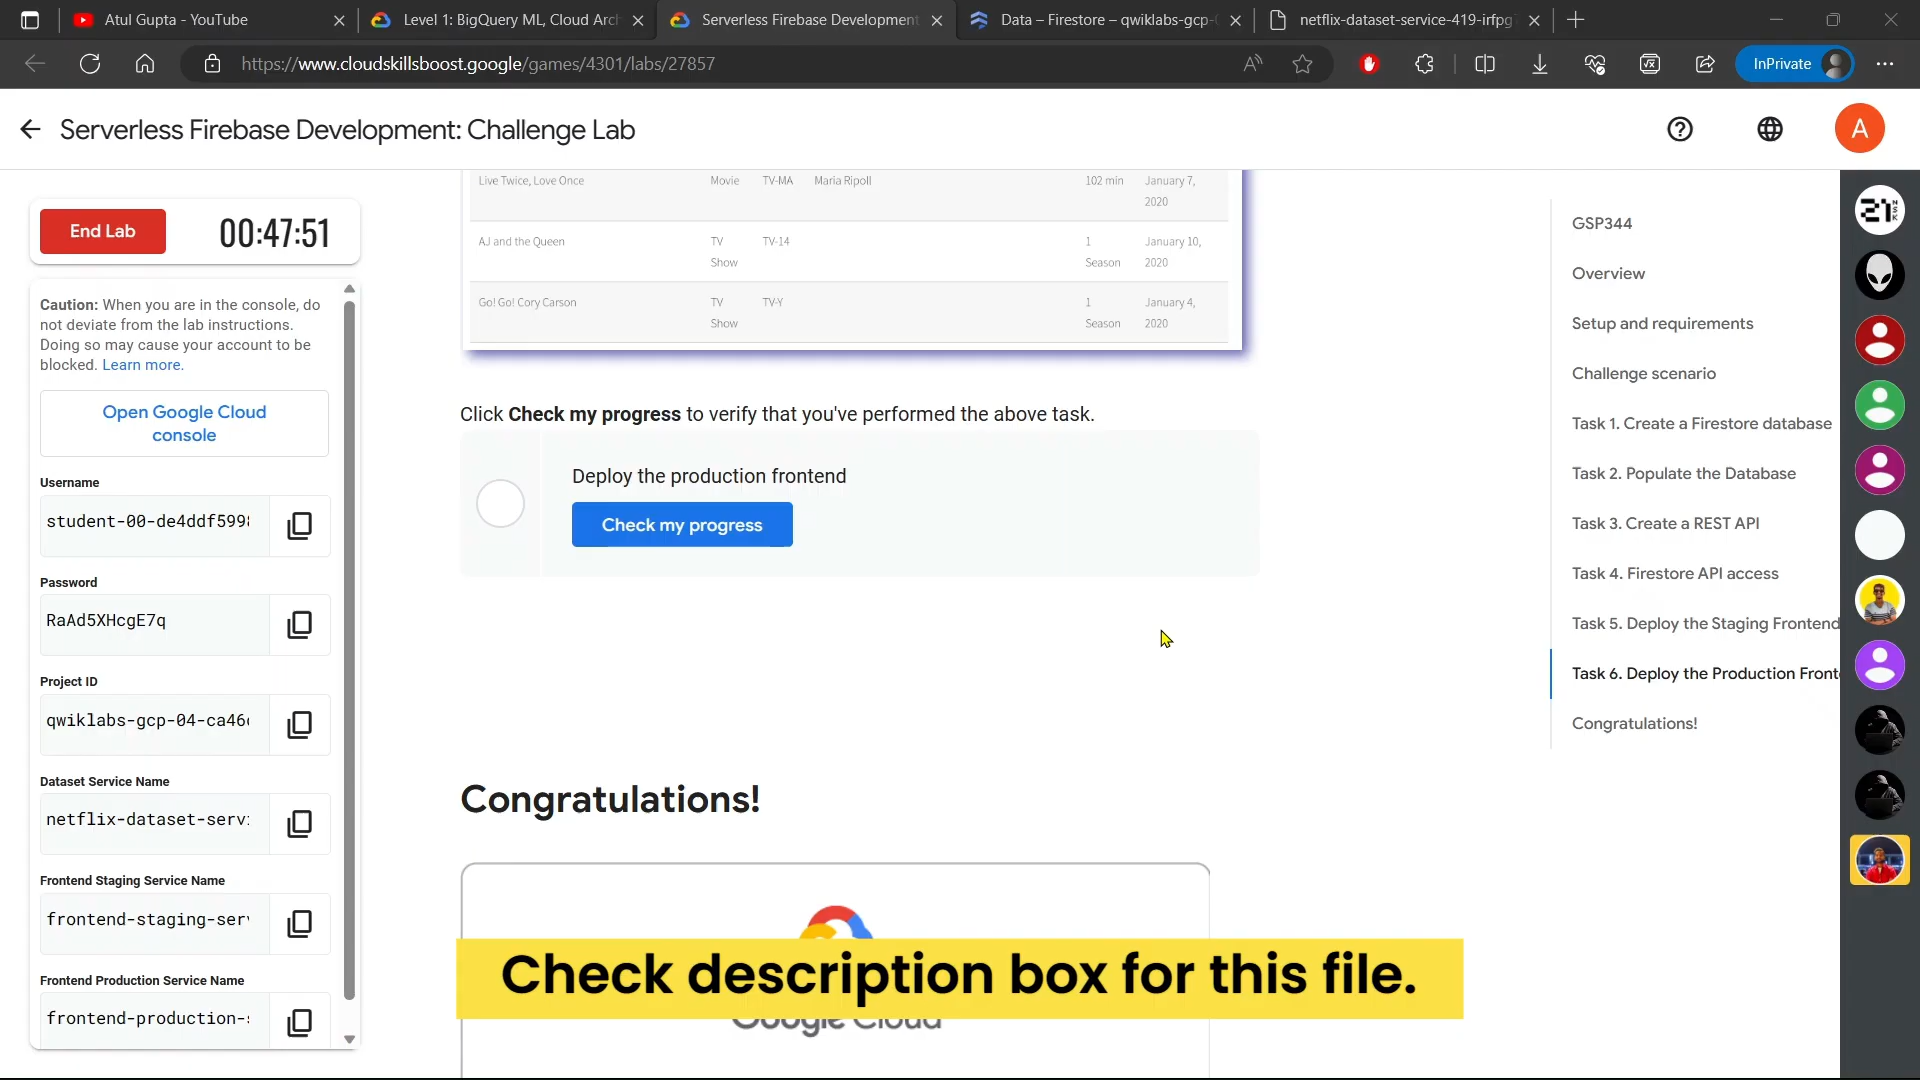 Atul Gupta - YouTube
Level 1: BigQuery ML, Cloud Arch
Serverless Firebase Development
Data – Firestore – qwiklabs-gcp-
netflix-dataset-service-419-irfpg
https://www.cloudskillsboost.google/games/4301/labs/27857
InPrivate
Serverless Firebase Development: Challenge Lab
A
End Lab
00:47:51
Caution: When you are in the console, do
not deviate from the lab instructions.
Doing so may cause your account to be
blocked. Learn more.
Open Google Cloud
console
Username
student-00-de4ddf599
Password
RaAd5XHcgE7q
Project ID
qwiklabs-gcp-04-ca46
Dataset Service Name
netflix-dataset-serv
Frontend Staging Service Name
frontend-staging-ser
Frontend Production Service Name
frontend-production-
Live Twice, Love Once Movie TV-MA Maria Ripoll 102 min January 7,
2020
AJ and the Queen TV TV-14 1 January 10,
Show Season 2020
Go! Go! Cory Carson TV TV-Y 1 January 4,
Show Season 2020
Click Check my progress to verify that you've performed the above task.
Deploy the production frontend
Check my progress
Congratulations!
Check description box for this file.
Google Cloud
GSP344
Overview
Setup and requirements
Challenge scenario
Task 1. Create a Firestore database
Task 2. Populate the Database
Task 3. Create a REST API
Task 4. Firestore API access
Task 5. Deploy the Staging Frontend
Task 6. Deploy the Production Front
Congratulations!
21